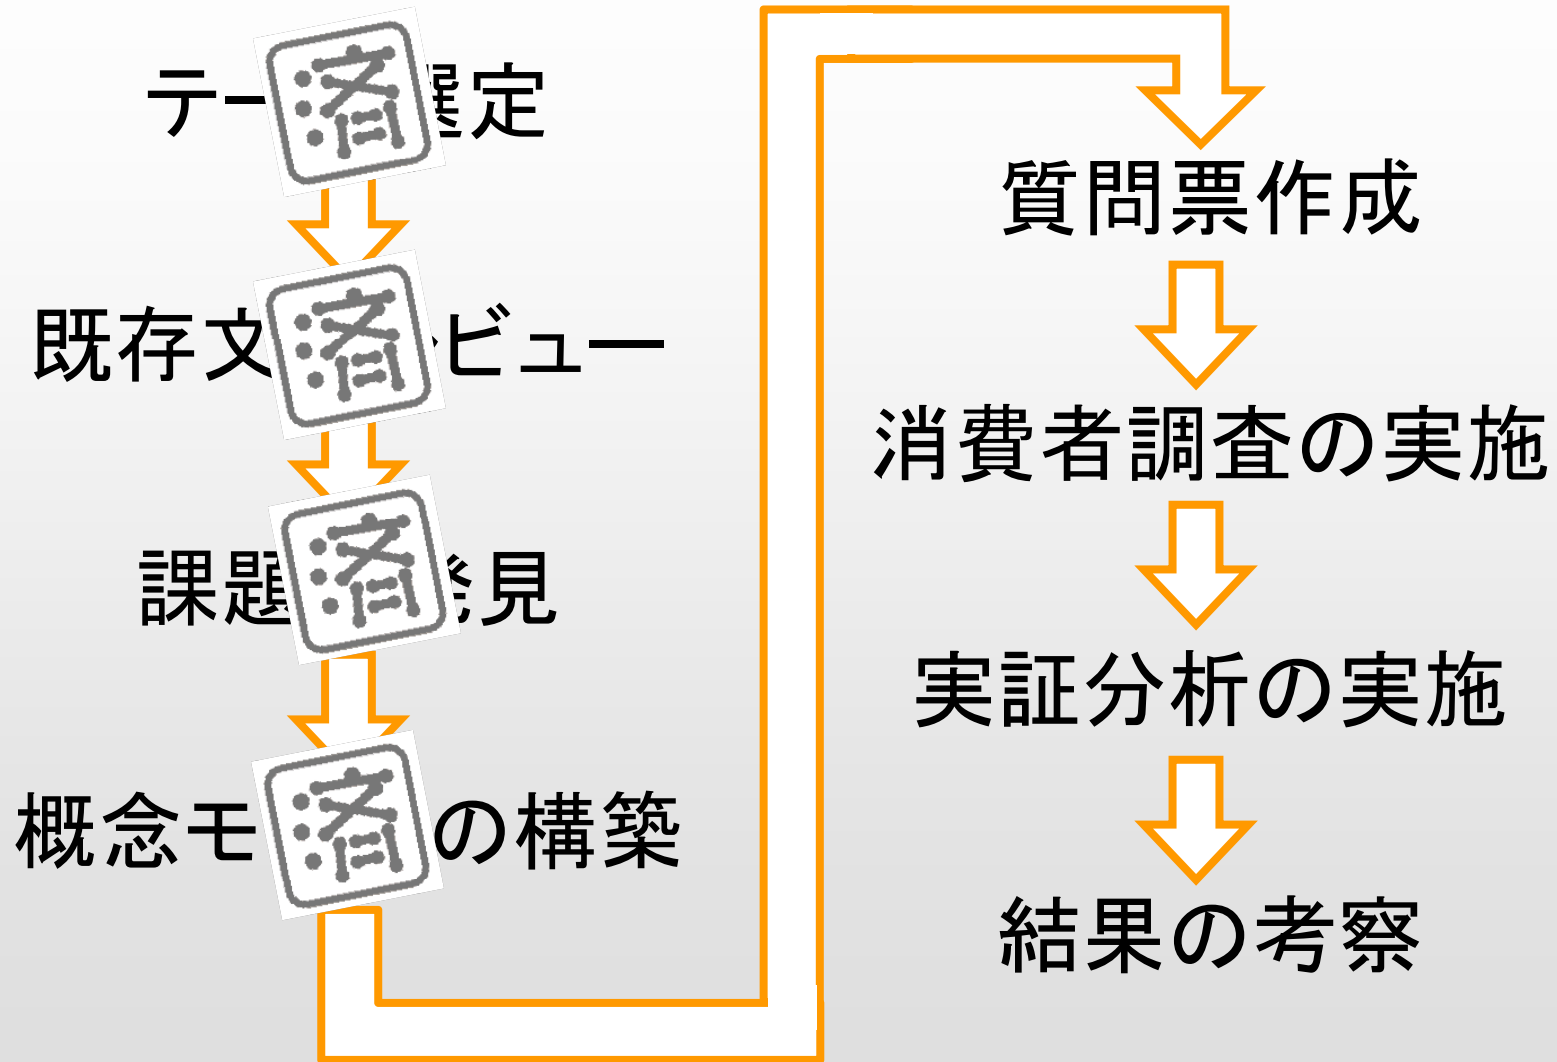 テー済選定
既存文済ビュー
課題済発見
概念モ済の構築
質問票作成
消費者調査の実施
実証分析の実施
結果の考察